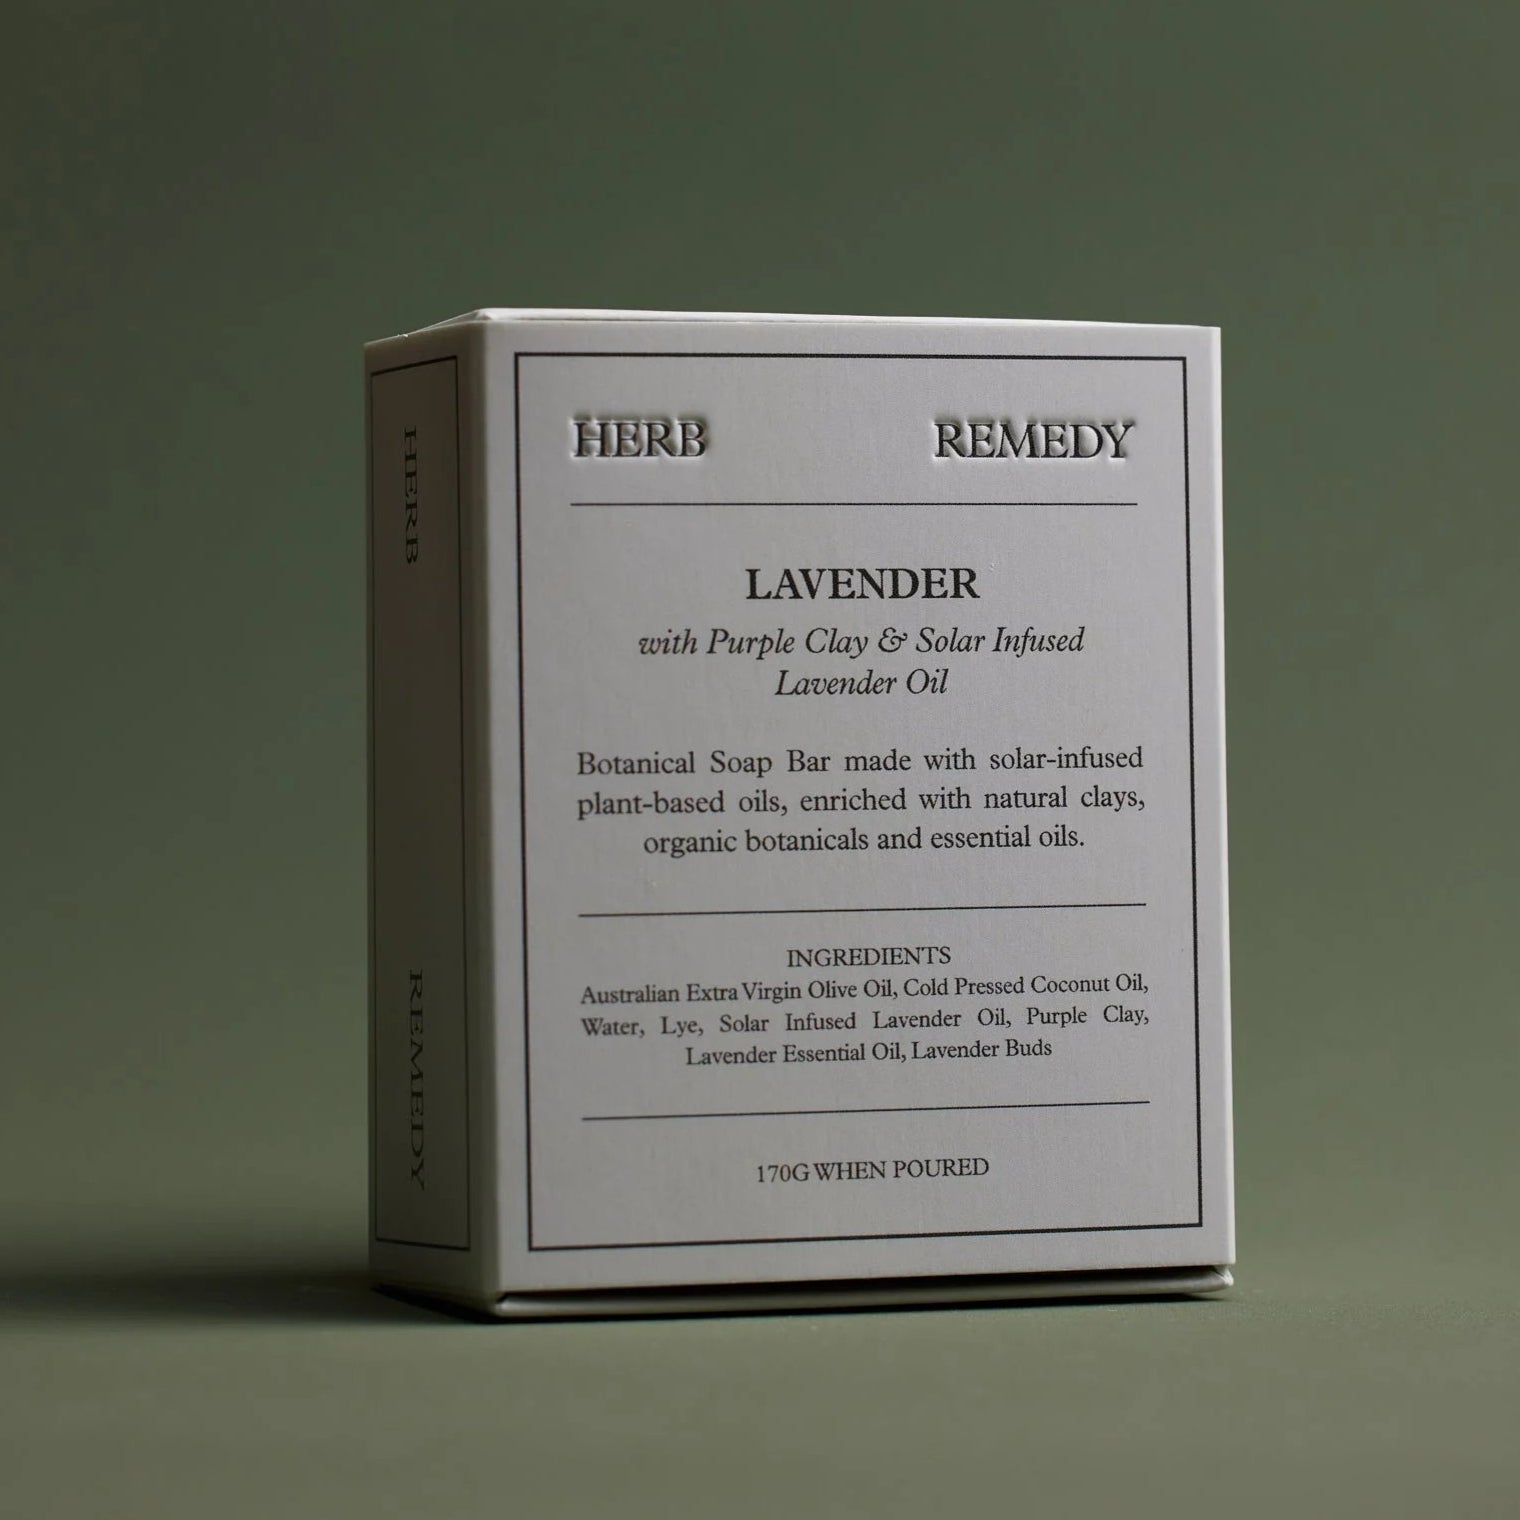 HERB REMEDY
HERB REMEDY
LAVENDER
with Purple Clay & Solar Infused
Lavender Oil
Botanical Soap Bar made with solar-infused
plant-based oils, enriched with natural clays,
organic botanicals and essential oils.
INGREDIENTS
Australian Extra Virgin Olive Oil, Cold Pressed Coconut Oil,
Water, Lye, Solar Infused Lavender Oil, Purple Clay,
Lavender Essential Oil, Lavender Buds
170G WHEN POURED